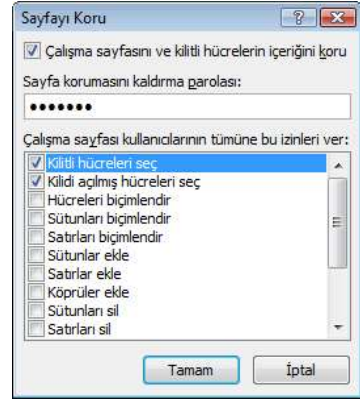 Sayfayı Koru
Çalışma sayfasını ve kilitli hücrelerin içeriğini koru
Sayfa korumasını kaldırma parolası:
•••••••
Çalışma sayfası kullanıcılarının tümüne bu izinleri ver:
Kilitli hücreleri seç
Kilidi açılmış hücreleri seç
Hücreleri biçimlendir
Sütunları biçimlendir
Satırları biçimlendir
Sütunlar ekle
Satırlar ekle
Köprüler ekle
Sütunları sil
Satırları sil
Tamam İptal